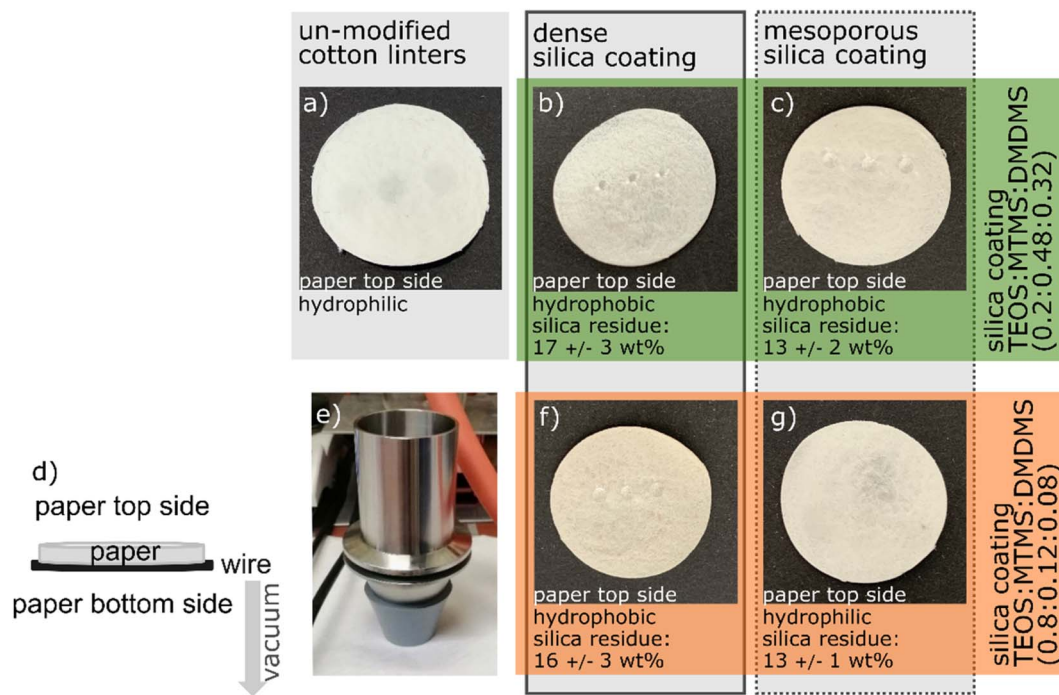 un-modified
cotton linters
dense
silica coating
mesoporous
silica coating
a)
paper top side
hydrophilic
b)
paper top side
hydrophobic
silica residue:
17 +/- 3 wt%
c)
paper top side
hydrophobic
silica residue:
13 +/- 2 wt%
silica coating
TEOS:MTMS:DMDMS
(0.2:0.48:0.32)
d)
paper top side
paper
wire
paper bottom side
vacuum
e)
f)
paper top side
hydrophobic
silica residue:
16 +/- 3 wt%
g)
paper top side
hydrophilic
silica residue:
13 +/- 1 wt%
silica coating
TEOS:MTMS:DMDMS
(0.8:0.12:0.08)